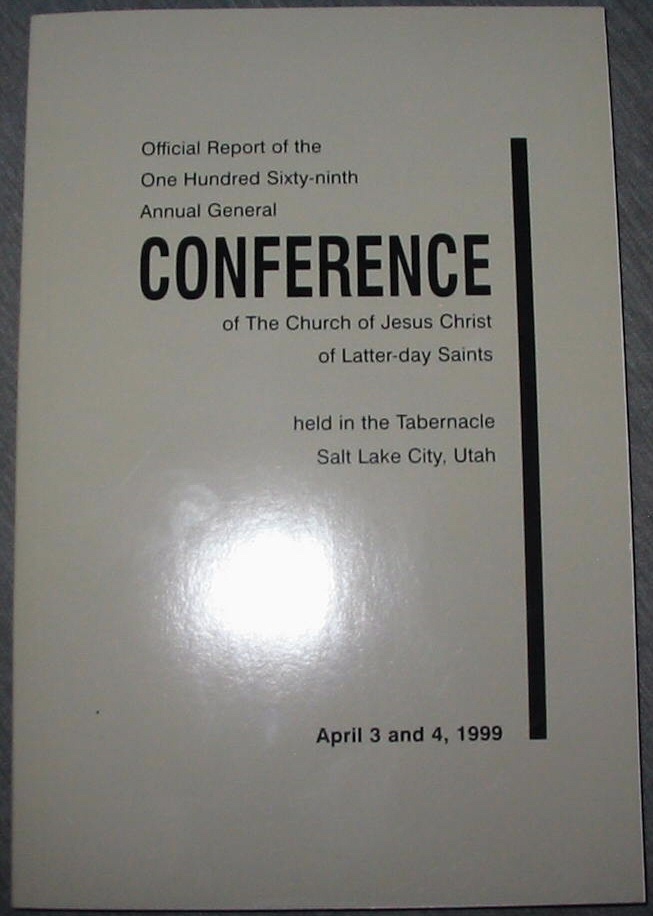 Official Report of the
One Hundred Sixty-ninth
Annual General
CONFERENCE
of The Church of Jesus Christ
of Latter-day Saints
held in the Tabernacle
Salt Lake City, Utah
April 3 and 4, 1999